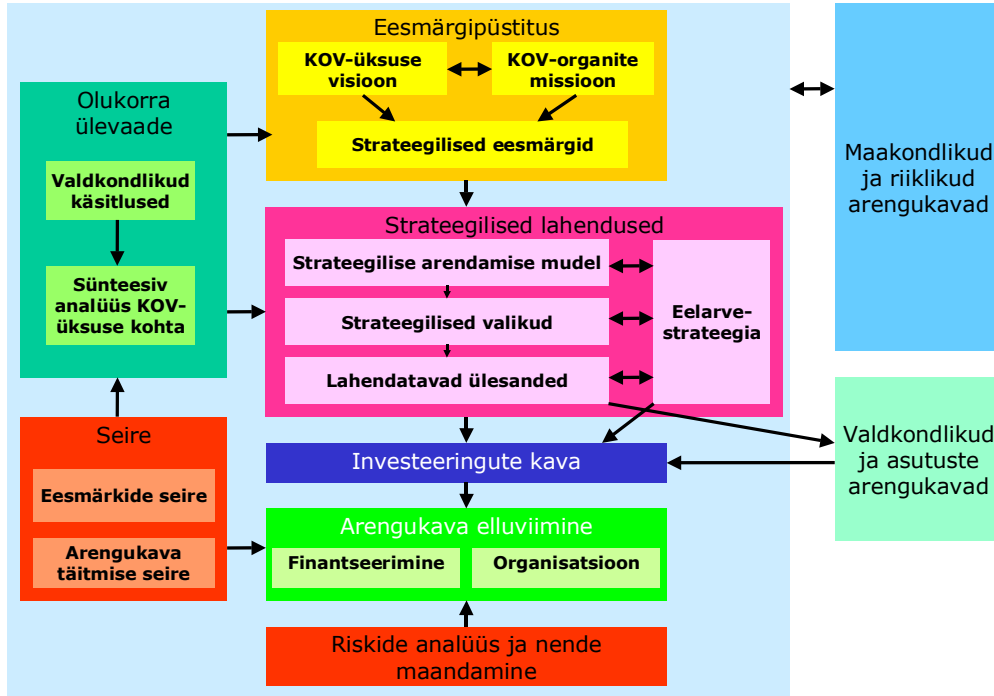 Eesmärgipüstitus
KOV-üksuse
visioon
KOV-organite
missioon
Strateegilised eesmärgid
Olukorra
ülevaade
Valdkondlikud
käsitlused
Sünteesiv
analüüs KOV-
üksuse kohta
Strateegilised lahendused
Strateegilise arendamise mudel
Strateegilised valikud
Lahendatavad ülesanded
Eelarve-
strateegia
Maakondlikud
ja riiklikud
arengukavad
Valdkondlikud
ja asutuste
arengukavad
Seire
Eesmärkide seire
Arengukava
täitmise seire
Investeeringute kava
Arengukava elluviimine
Finantseerimine
Organisatsioon
Riskide analüüs ja nende
maandamine